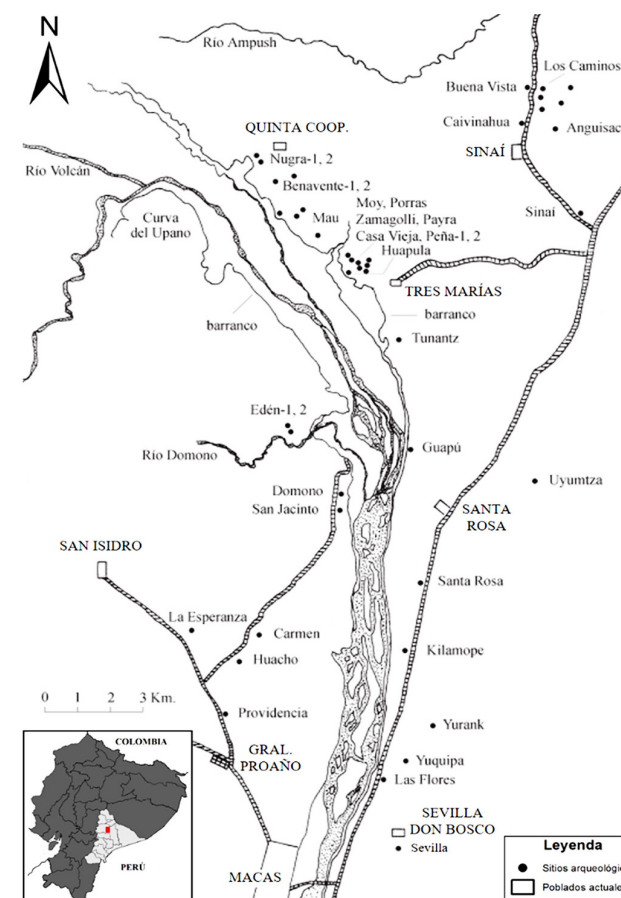 N
Río Ampush
Los Caminos
Buena Vista
Caivinahua
Anguisac
QUINTA COOP.
SINAÍ
Nugra-1, 2
Río Volcán
Benavente-1, 2
Moy, Porras
Zamagolli, Payra
Casa Vieja, Peña-1, 2
Huapula
Sinaí
Curva
del Upano
Mau
TRES MARÍAS
barranco
barranco
Tunantz
Edén-1, 2
Río Domono
Guapú
Uyumtza
Domono
San Jacinto
SANTA
ROSA
SAN ISIDRO
Santa Rosa
La Esperanza
Carmen
Huacho
Kilamope
0 1 2 3 Km.
Providencia
Yurank
GRAL.
PROAÑO
Yuquipa
Las Flores
COLOMBIA
PERÚ
SEVILLA
DON BOSCO
Sevilla
MACAS
Leyenda
Sitios arqueológic
Poblados actuale